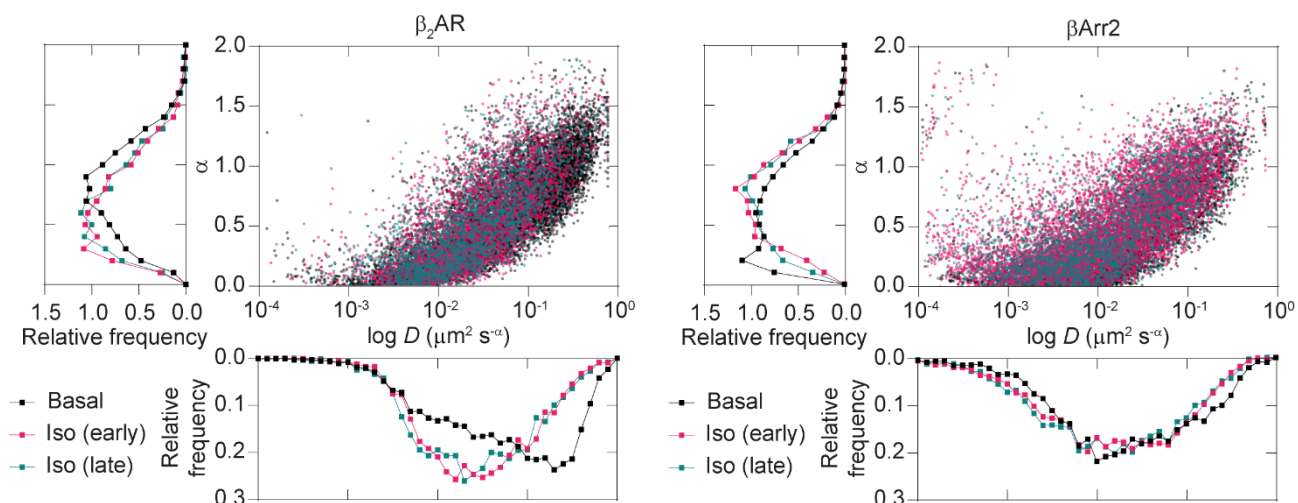 β₂AR
2.0
1.5
α
1.0
0.5
0.0
10⁻⁴ 10⁻³ 10⁻² 10⁻¹ 10⁰
log D (μm² s⁻ᵅ)
1.5 1.0 0.5 0.0
Relative frequency
0.0
0.1
0.2
0.3
Relative
frequency
Basal
Iso (early)
Iso (late)
βArr2
2.0
1.5
α
1.0
0.5
0.0
10⁻⁴ 10⁻³ 10⁻² 10⁻¹ 10⁰
log D (μm² s⁻ᵅ)
1.5 1.0 0.5 0.0
Relative frequency
0.0
0.1
0.2
0.3
Relative
frequency
Basal
Iso (early)
Iso (late)